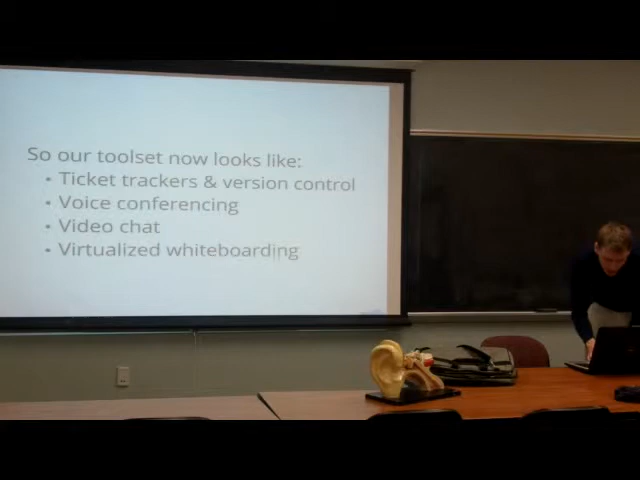 So our toolset now looks like:
• Ticket trackers & version control
• Voice conferencing
• Video chat
• Virtualized whiteboarding